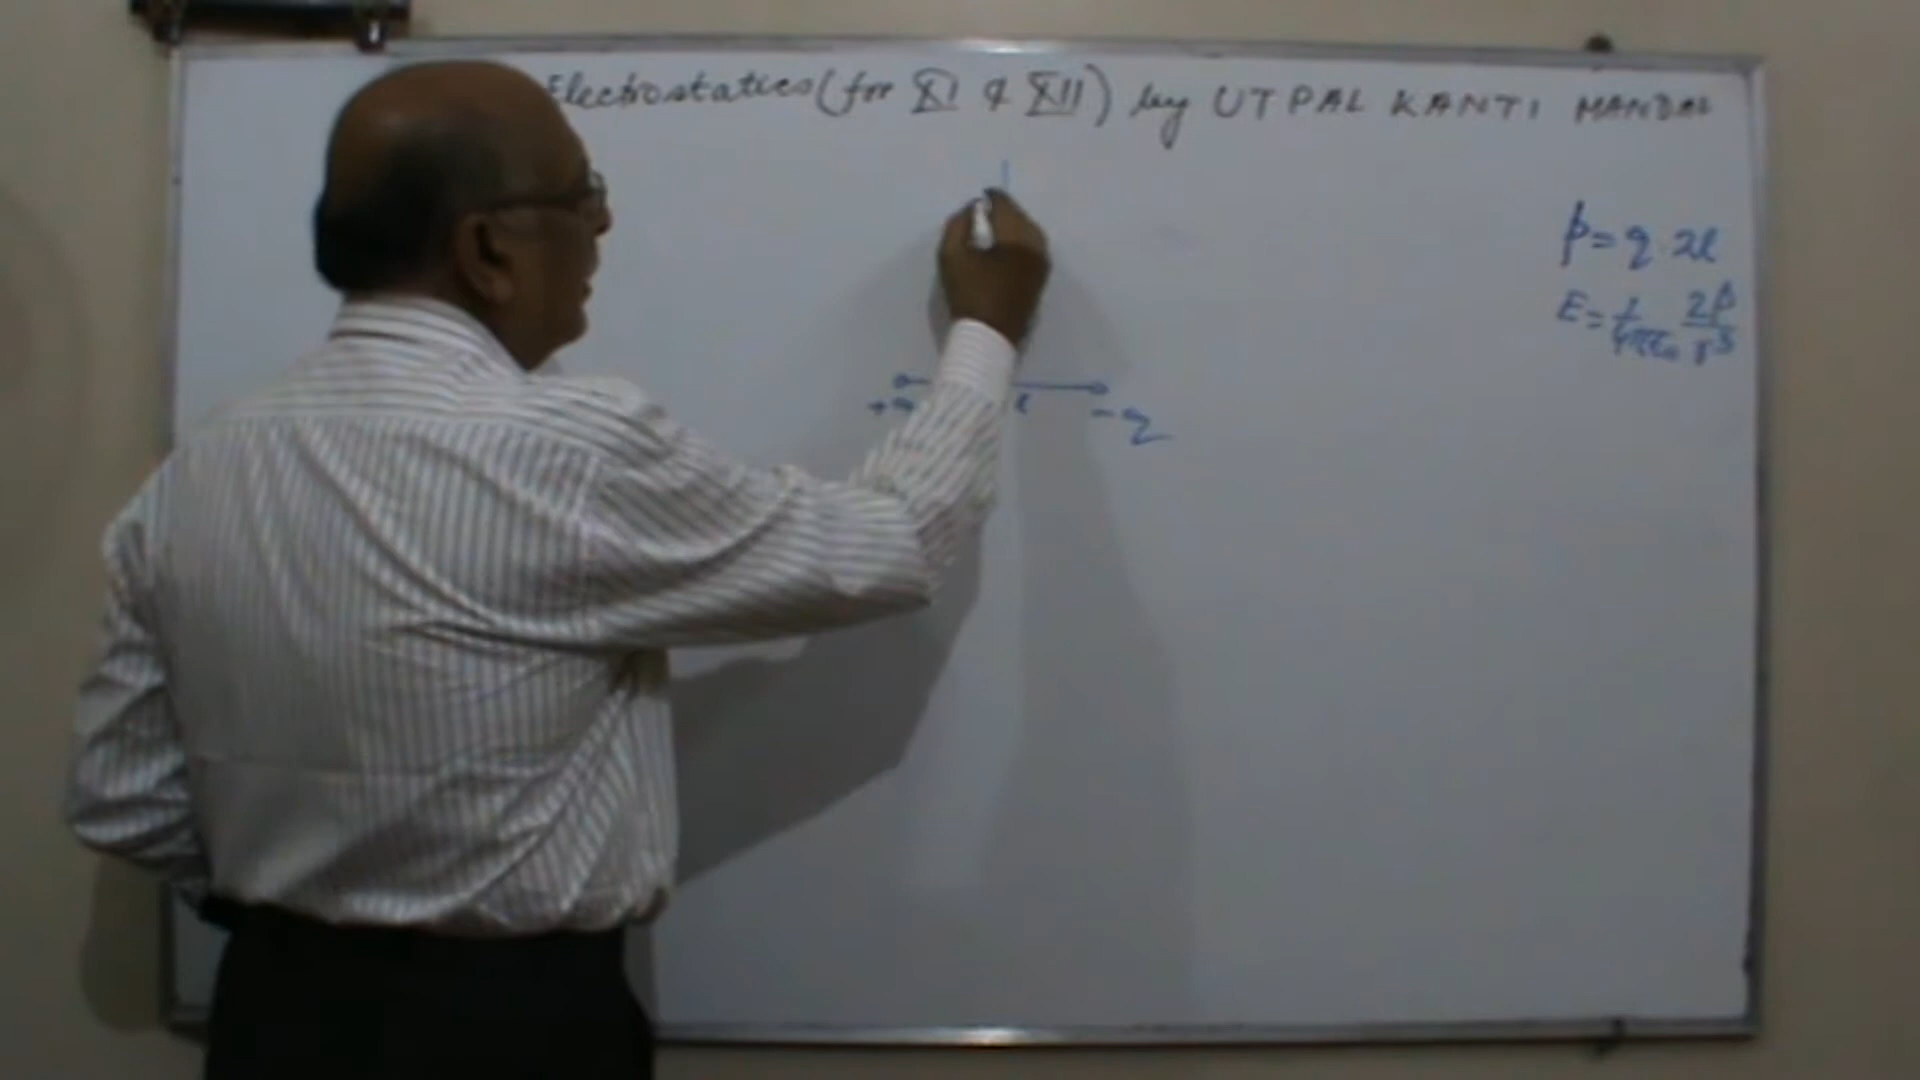 Electrostatics (for XI & XII) by UTPAL KANTI MANDAL
p = q.2l
E = 1/4πε₀ 2p/r³
+q l -q